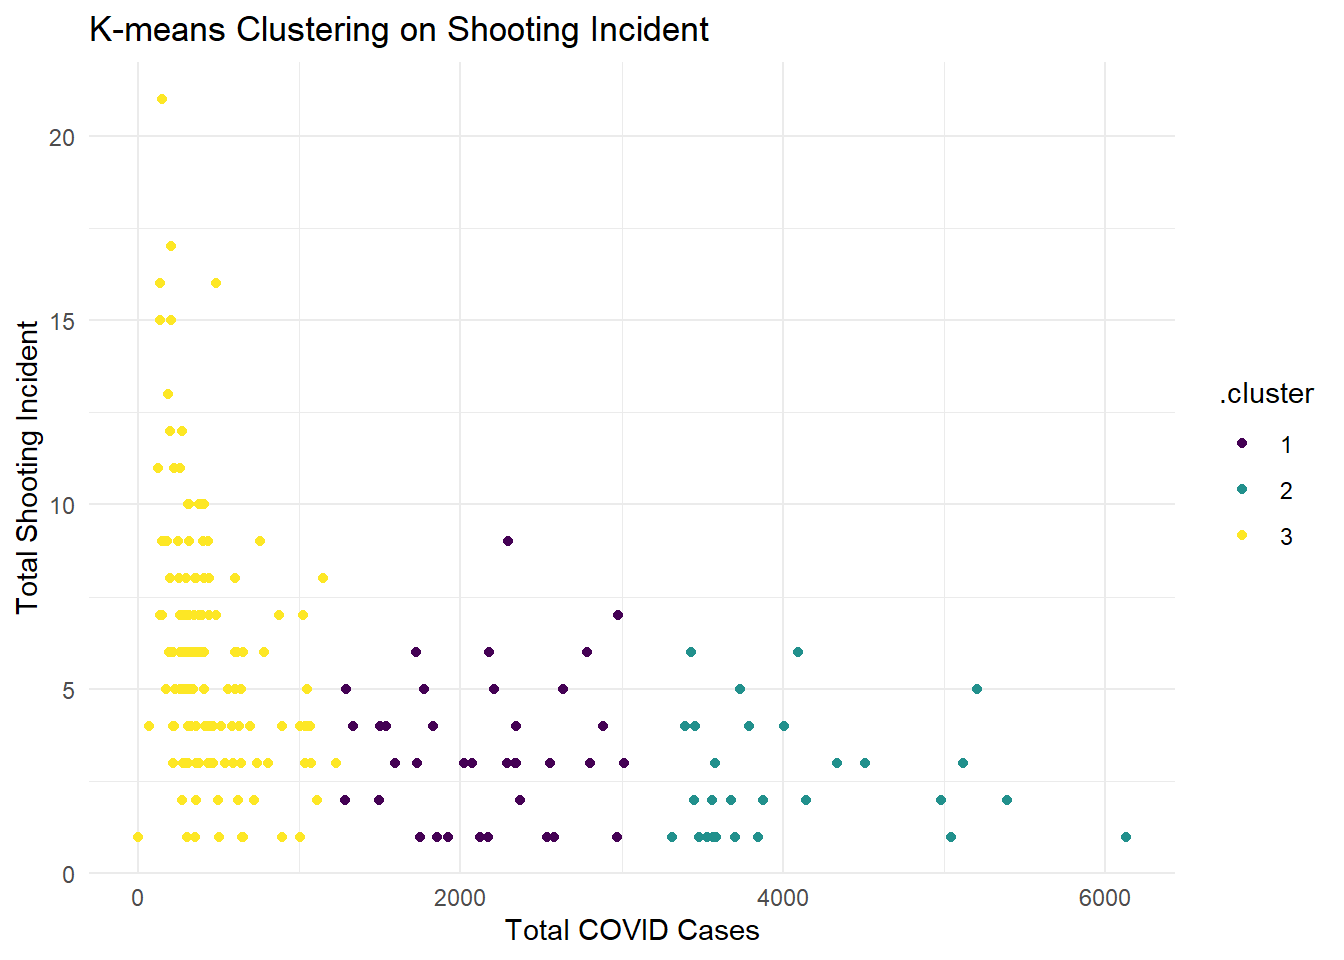 K-means Clustering on Shooting Incident
Total Shooting Incident
20
15
10
5
0
0 2000 4000 6000
Total COVID Cases
.cluster
1
2
3